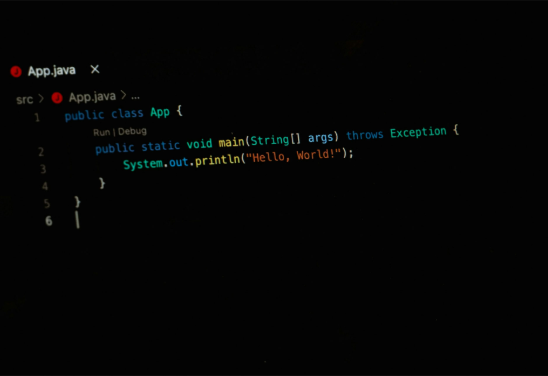 App.java ×
src > App.java > ...
1 public class App {
Run | Debug
2 public static void main(String[] args) throws Exception {
3 System.out.println("Hello, World!");
4 }
5 }
6